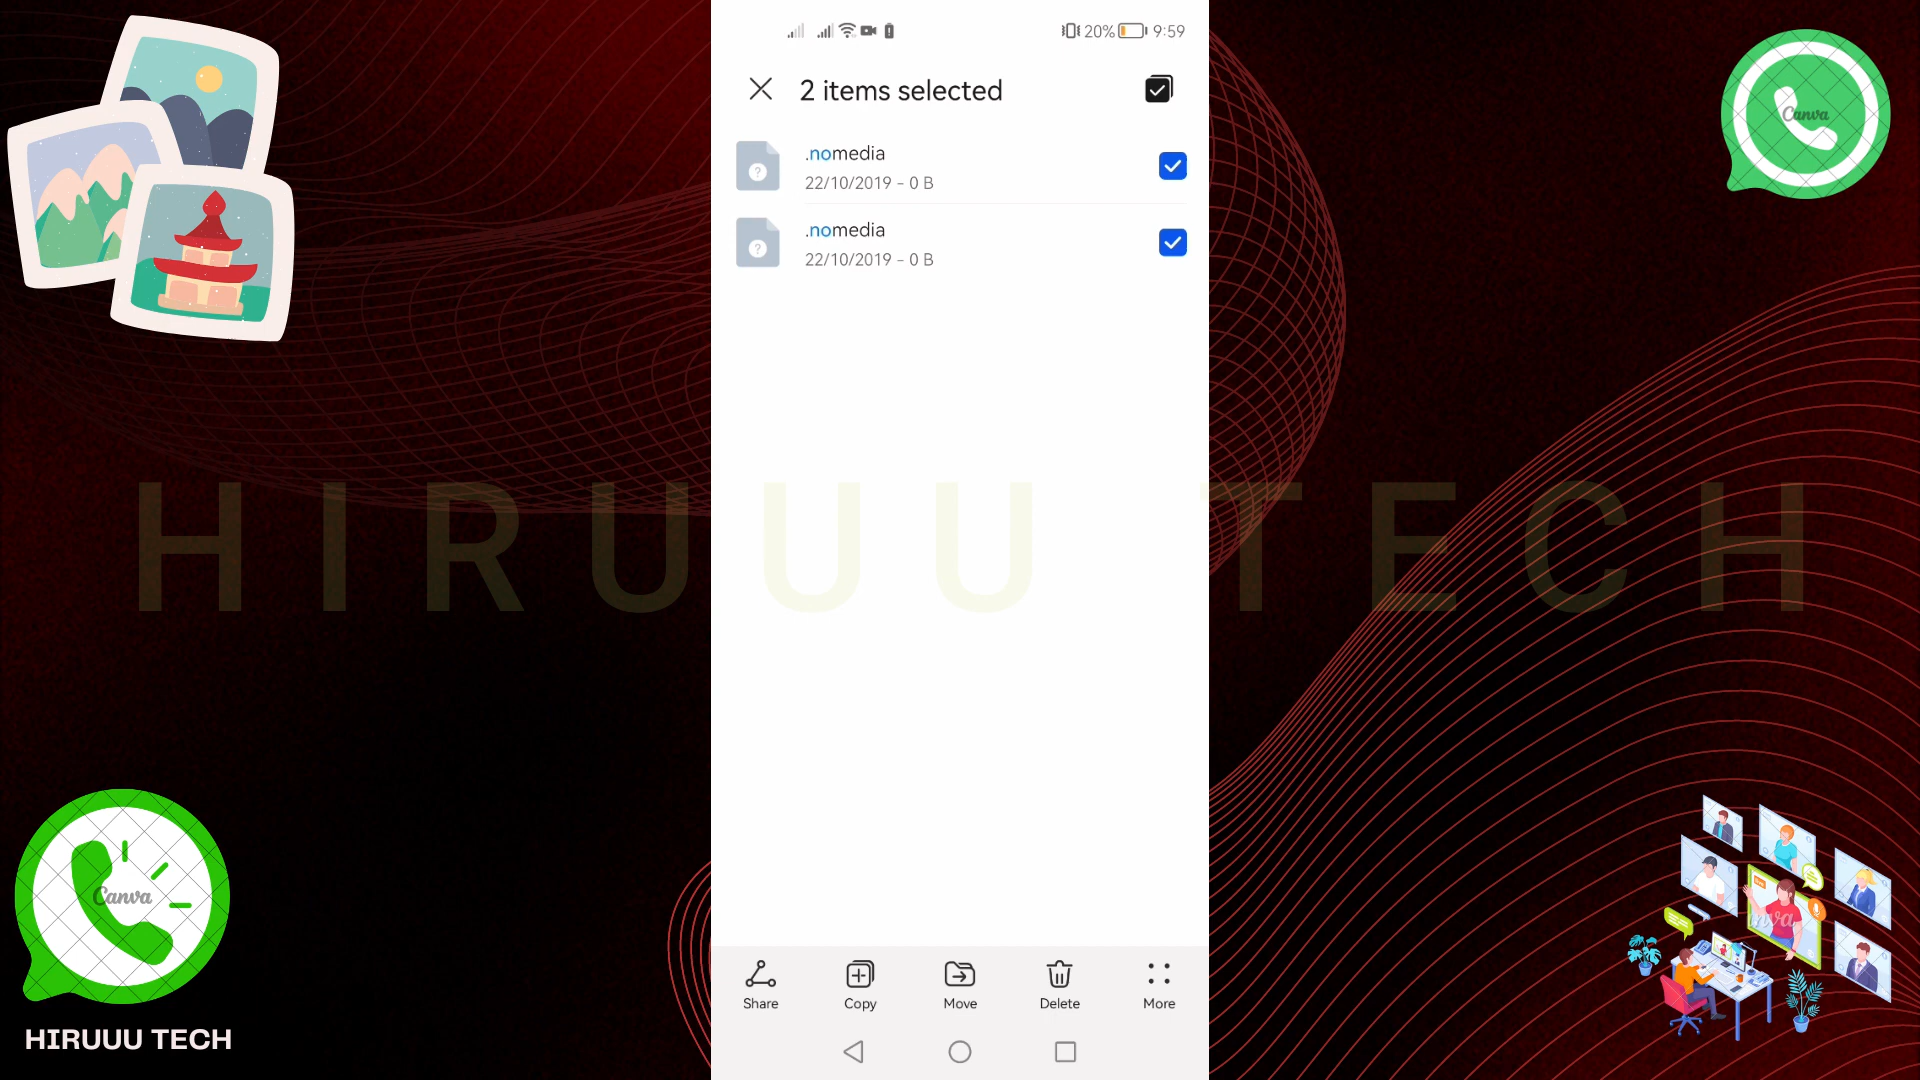 20% 9:59
2 items selected
.nomedia
22/10/2019 - 0 B
.nomedia
22/10/2019 - 0 B
Canva
HIRUUU TECH
Canva
Share Copy Move Delete More
HIRUUU TECH